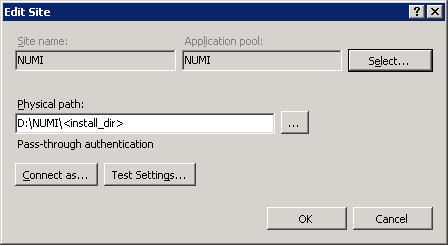 Edit Site
Site name:
Application pool:
NUMI
NUMI
Select...
Physical path:
D:\NUMI\<install_dir>
...
Pass-through authentication
Connect as...
Test Settings...
OK
Cancel